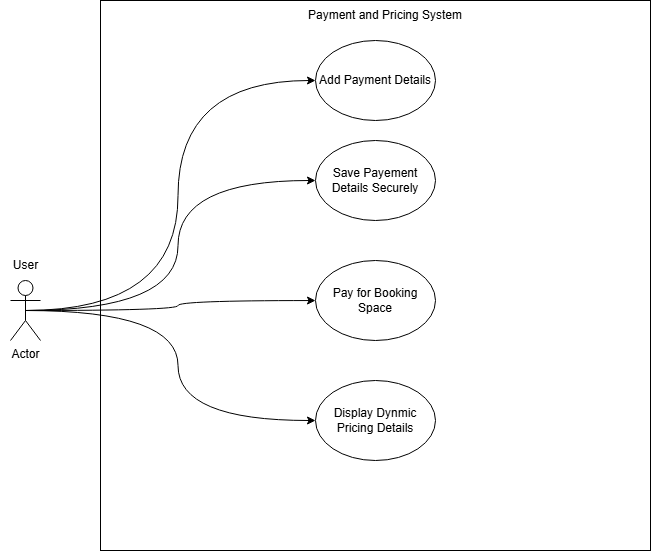 Payment and Pricing System
Add Payment Details
Save Payement
Details Securely
User
Pay for Booking
Space
Actor
Display Dynmic
Pricing Details